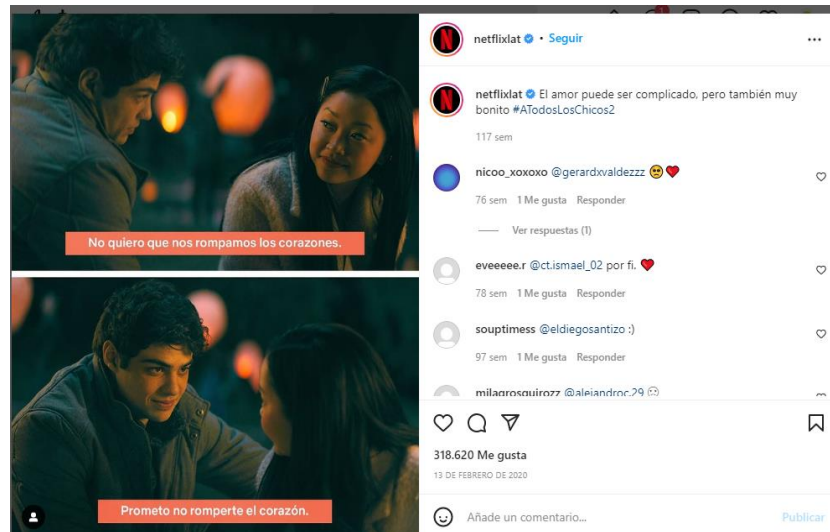 No quiero que nos rompamos los corazones.
Prometo no romperte el corazón.
netflixlat • Seguir
netflixlat El amor puede ser complicado, pero también muy
bonito #ATodosLosChicos2
117 sem
nicoo_xoxoxo @gerardxvaldezzz 🥺❤️
76 sem 1 Me gusta Responder
Ver respuestas (1)
eveeeee.r @ct.ismael_02 por fi. ❤️
78 sem 1 Me gusta Responder
souptimess @eldiegosantizo :)
97 sem 1 Me gusta Responder
milagrosquirozz @alejandroc.29
318.620 Me gusta
13 DE FEBRERO DE 2020
Añade un comentario...
Publicar